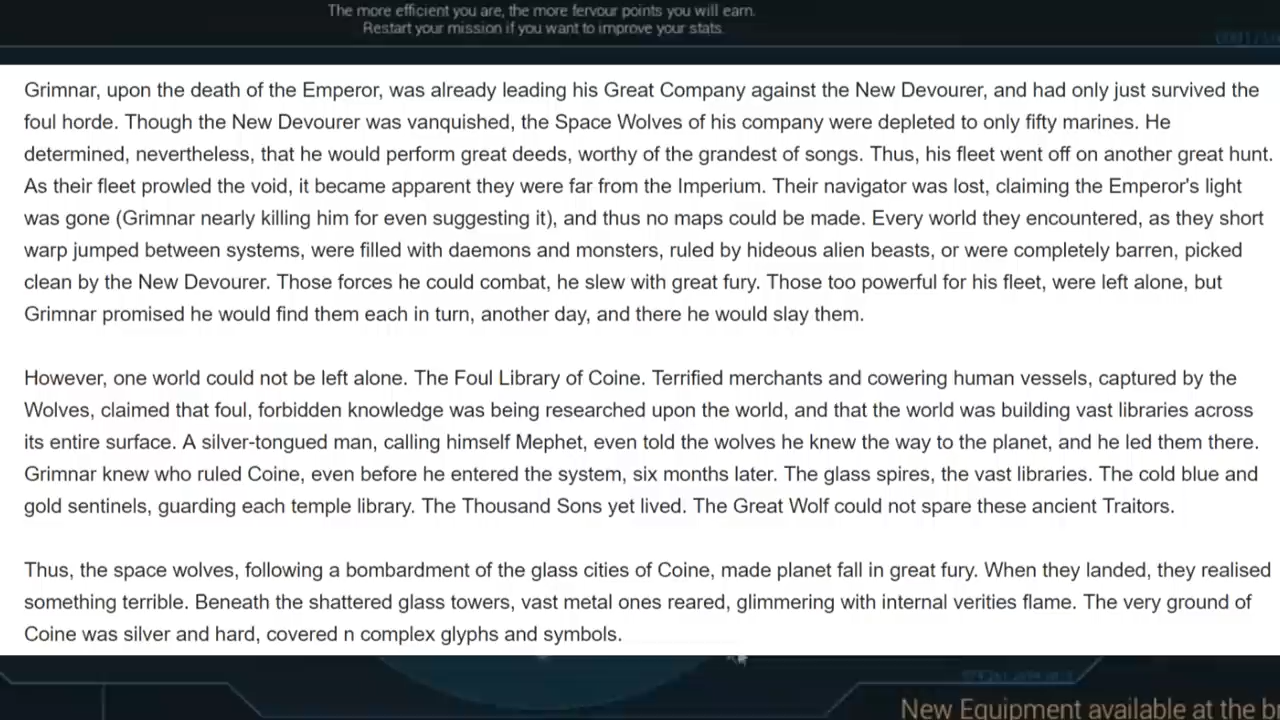 The more efficient you are, the more fervour points you will earn.
Restart your mission if you want to improve your stats.
Grimnar, upon the death of the Emperor, was already leading his Great Company against the New Devourer, and had only just survived the
foul horde. Though the New Devourer was vanquished, the Space Wolves of his company were depleted to only fifty marines. He
determined, nevertheless, that he would perform great deeds, worthy of the grandest of songs. Thus, his fleet went off on another great hunt.
As their fleet prowled the void, it became apparent they were far from the Imperium. Their navigator was lost, claiming the Emperor's light
was gone (Grimnar nearly killing him for even suggesting it), and thus no maps could be made. Every world they encountered, as they short
warp jumped between systems, were filled with daemons and monsters, ruled by hideous alien beasts, or were completely barren, picked
clean by the New Devourer. Those forces he could combat, he slew with great fury. Those too powerful for his fleet, were left alone, but
Grimnar promised he would find them each in turn, another day, and there he would slay them.
However, one world could not be left alone. The Foul Library of Coine. Terrified merchants and cowering human vessels, captured by the
Wolves, claimed that foul, forbidden knowledge was being researched upon the world, and that the world was building vast libraries across
its entire surface. A silver-tongued man, calling himself Mephet, even told the wolves he knew the way to the planet, and he led them there.
Grimnar knew who ruled Coine, even before he entered the system, six months later. The glass spires, the vast libraries. The cold blue and
gold sentinels, guarding each temple library. The Thousand Sons yet lived. The Great Wolf could not spare these ancient Traitors.
Thus, the space wolves, following a bombardment of the glass cities of Coine, made planet fall in great fury. When they landed, they realised
something terrible. Beneath the shattered glass towers, vast metal ones reared, glimmering with internal verities flame. The very ground of
Coine was silver and hard, covered n complex glyphs and symbols.
New Equipment available at the